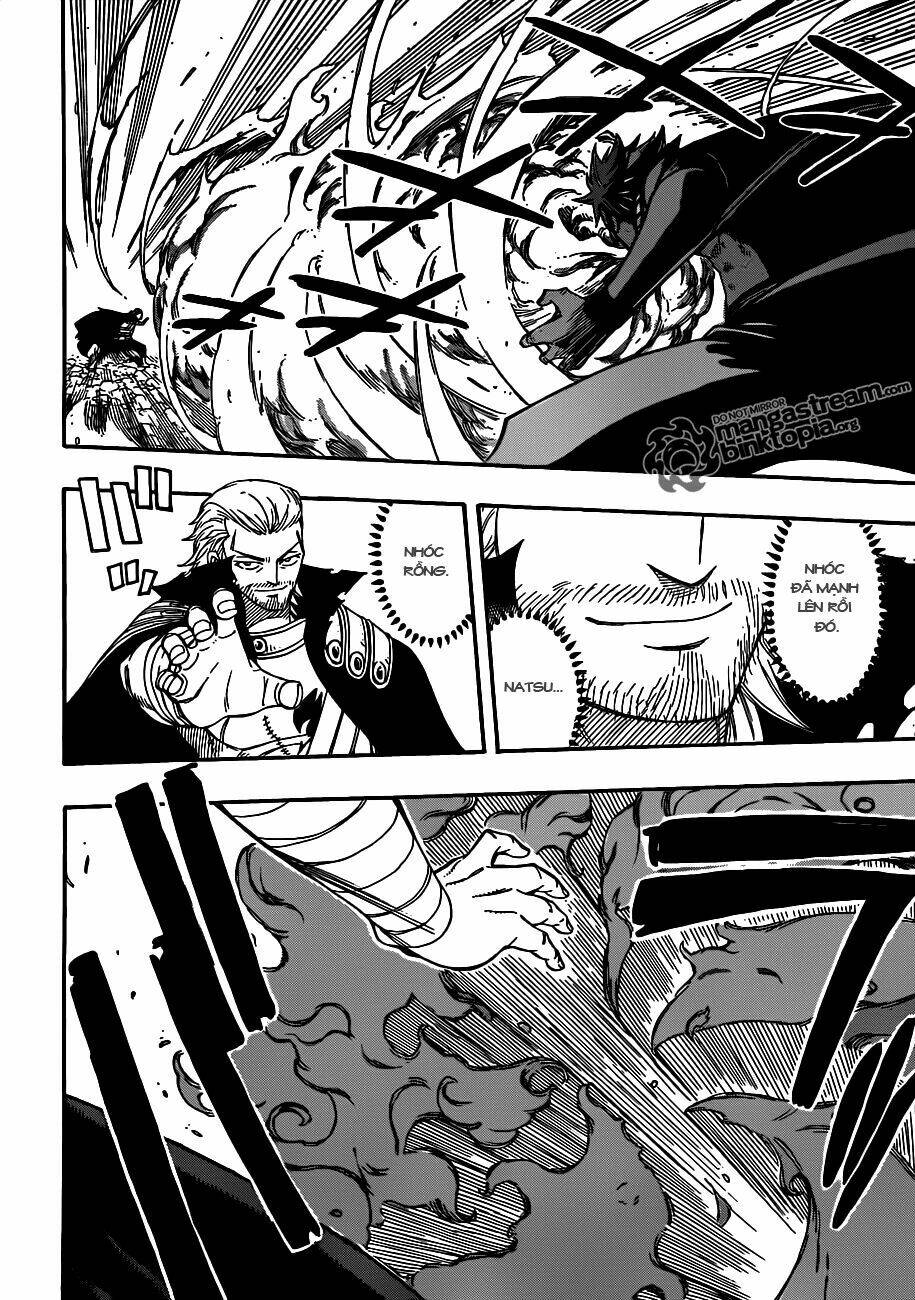 DO NOT MIRROR
mangastream.com
binktopia.org
NHÓC
ĐÃ MẠNH
LÊN RỒI
ĐÓ.
NATSU...
NHÓC
RỒNG.